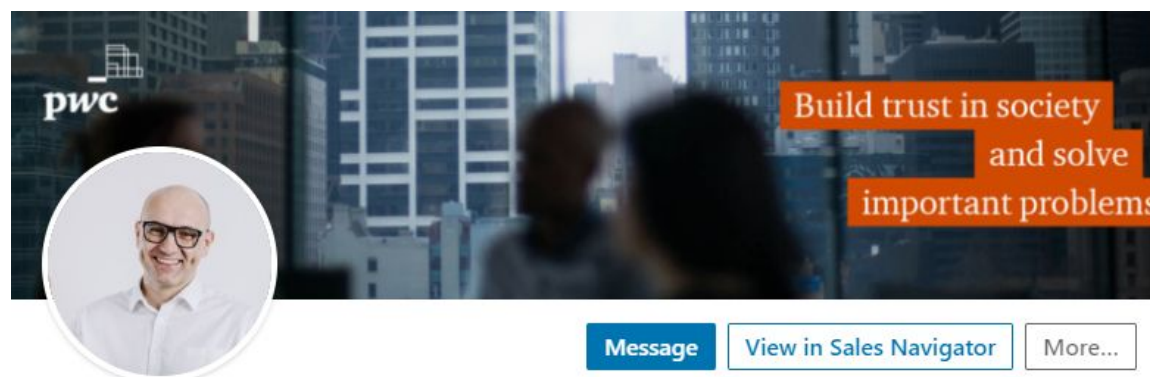 pwc
Build trust in society
and solve
important problems
Message
View in Sales Navigator
More...